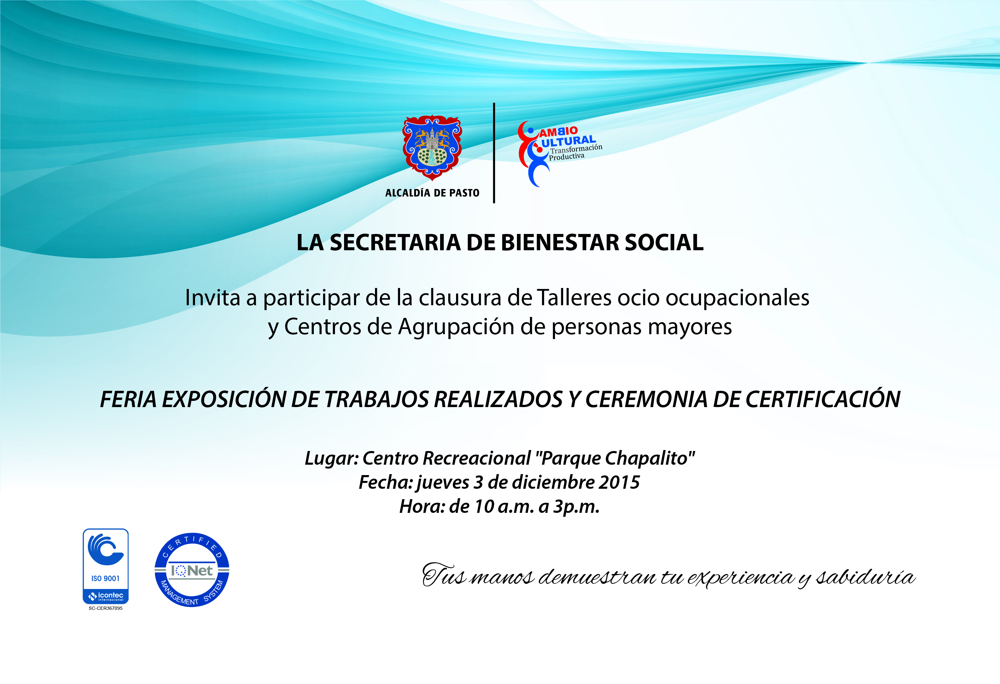 ALCALDÍA DE PASTO
CAMBIO
CULTURAL
Transformación
Productiva
LA SECRETARIA DE BIENESTAR SOCIAL
Invita a participar de la clausura de Talleres ocio ocupacionales
y Centros de Agrupación de personas mayores
FERIA EXPOSICIÓN DE TRABAJOS REALIZADOS Y CEREMONIA DE CERTIFICACIÓN
Lugar: Centro Recreacional "Parque Chapalito"
Fecha: jueves 3 de diciembre 2015
Hora: de 10 a.m. a 3p.m.
ISO 9001
icontec
internacional
SC-CER367095
CERTIFIED
IQNet
MANAGEMENT SYSTEM
Tus manos demuestran tu experiencia y sabiduría